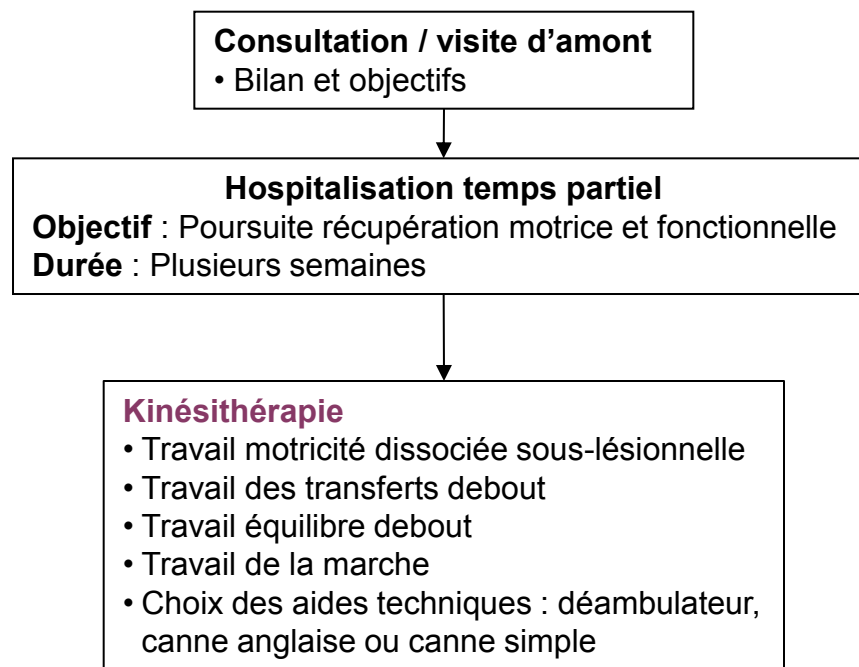 Consultation / visite d’amont
• Bilan et objectifs
Hospitalisation temps partiel
Objectif : Poursuite récupération motrice et fonctionnelle
Durée : Plusieurs semaines
Kinésithérapie
• Travail motricité dissociée sous-lésionnelle
• Travail des transferts debout
• Travail équilibre debout
• Travail de la marche
• Choix des aides techniques : déambulateur,
canne anglaise ou canne simple